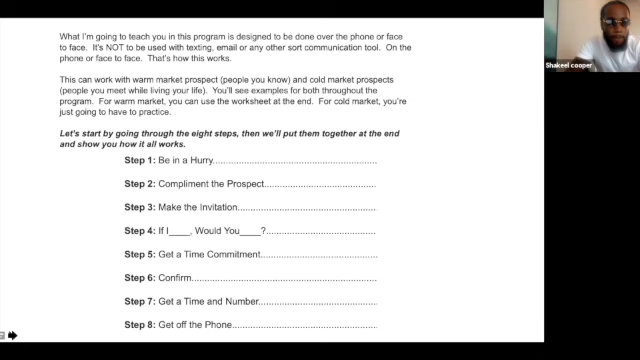 What I'm going to teach you in this program is designed to be done over the phone or face
to face. It's NOT to be used with texting, email or any other sort communication tool. On the
phone or face to face. That's how this works.
This can work with warm market prospect (people you know) and cold market prospects
(people you meet while living your life). You'll see examples for both throughout the
program. For warm market, you can use the worksheet at the end. For cold market, you're
just going to have to practice.
Let's start by going through the eight steps, then we'll put them together at the end
and show you how it all works.
Step 1: Be in a Hurry......................................................
Step 2: Compliment the Prospect.....................................
Step 3: Make the Invitation..............................................
Step 4: If I____, Would You____?....................................
Step 5: Get a Time Commitment......................................
Step 6: Confirm..............................................................
Step 7: Get a Time and Number.......................................
Step 8: Get off the Phone................................................
Shakeel cooper